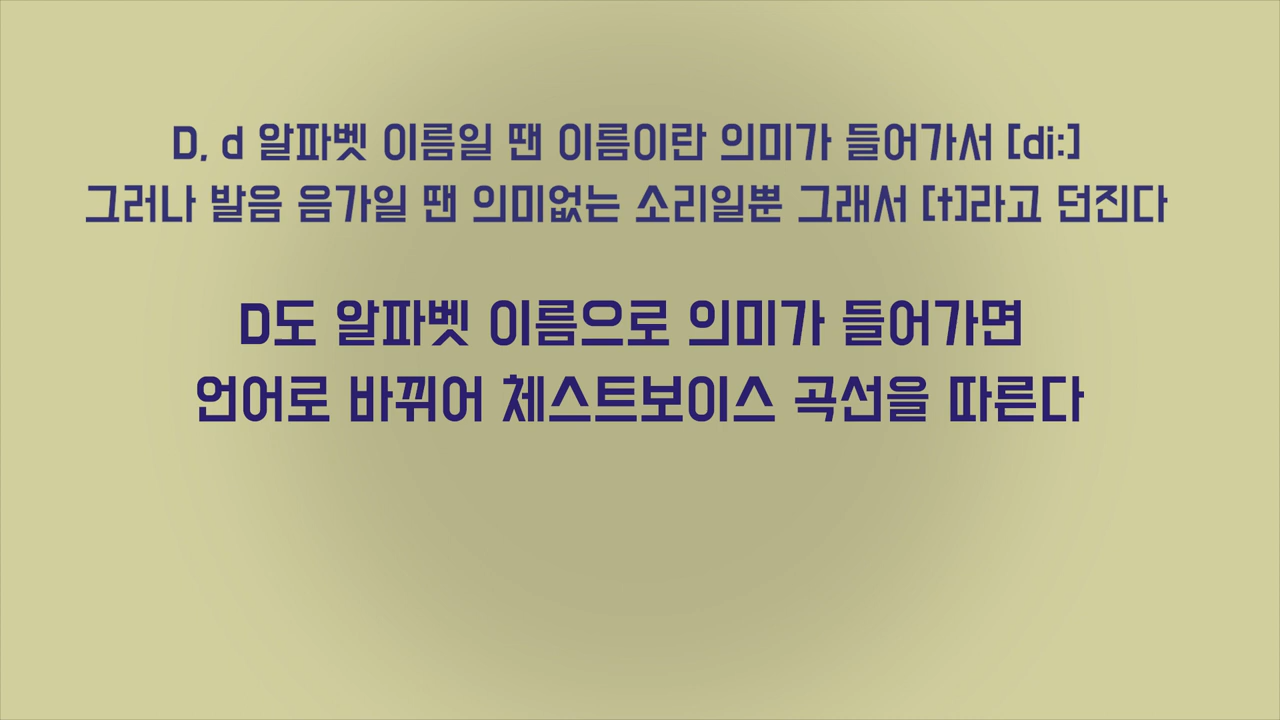 D, d 알파벳 이름일 땐 이름이란 의미가 들어가서 [di:]
그러나 발음 음가일 땐 의미없는 소리일뿐 그래서 [t]라고 던진다
D도 알파벳 이름으로 의미가 들어가면
언어로 바뀌어 체스트보이스 곡선을 따른다